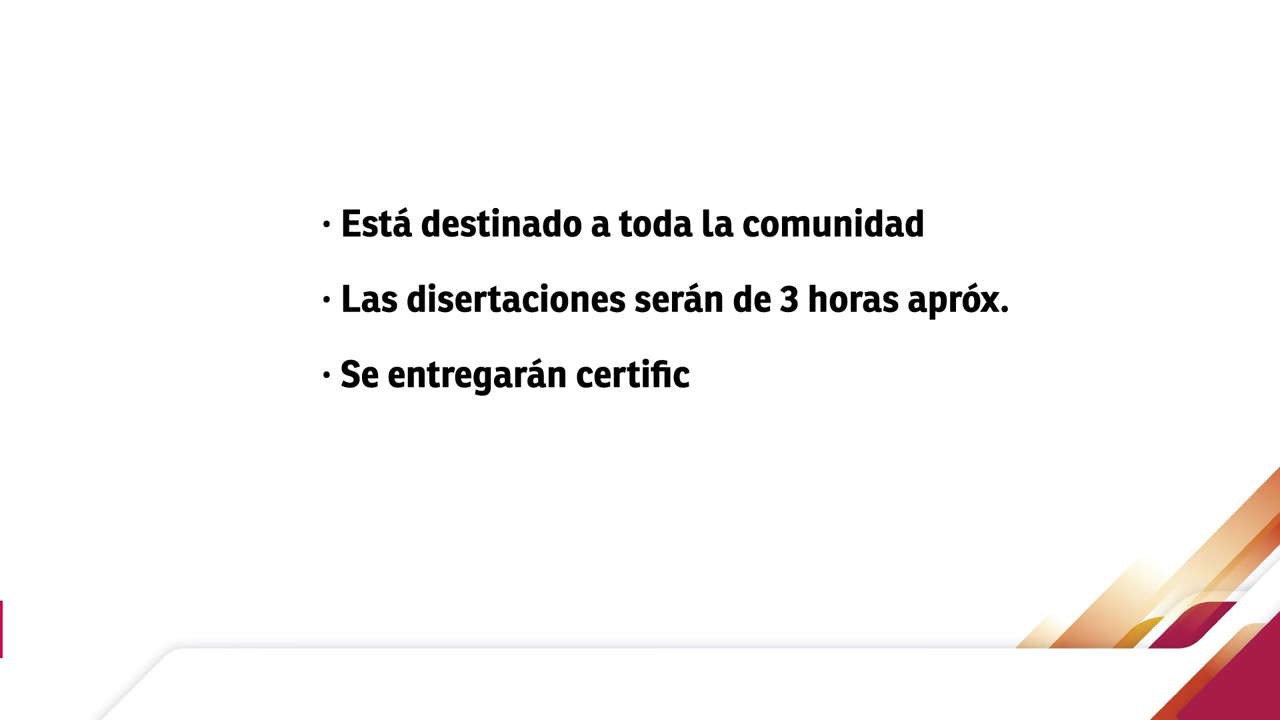 · Está destinado a toda la comunidad
· Las disertaciones serán de 3 horas apróx.
· Se entregarán certific